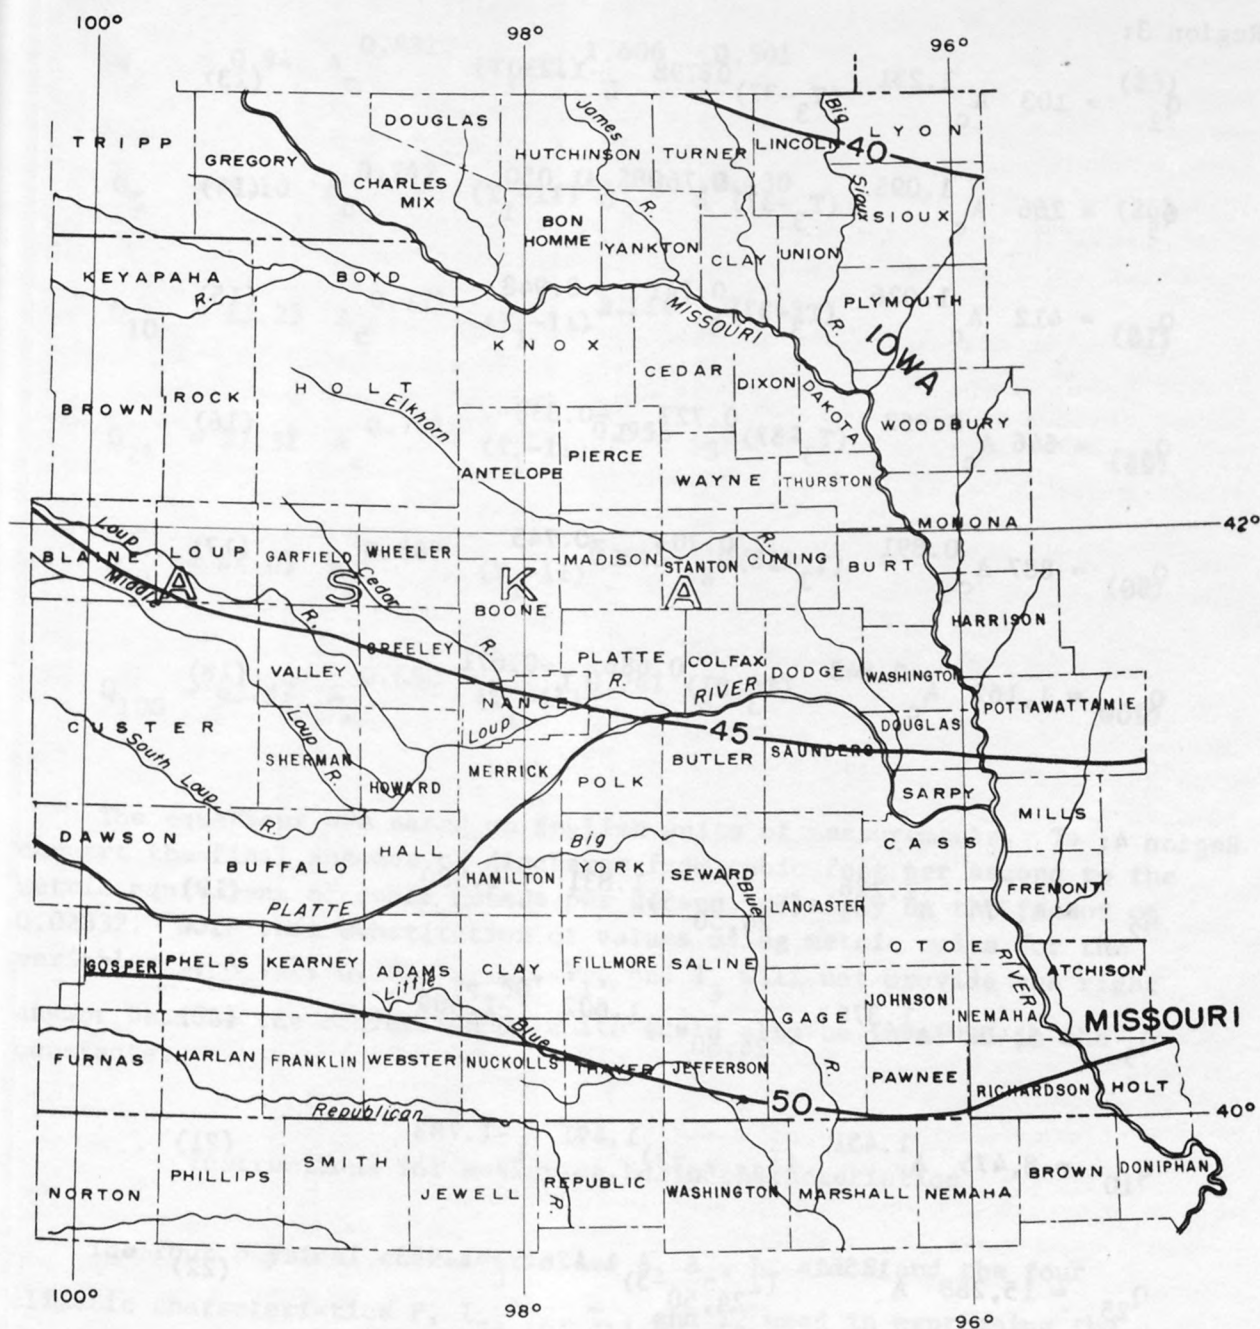 100°
98°
96°
DOUGLAS
James
Big
LYON
TRIPP
GREGORY
HUTCHINSON
TURNER
LINCOLN
40
CHARLES
MIX
R.
Sioux
SIOUX
BON
HOMME
YANKTON
CLAY
UNION
KEYAPAHA
R.
BOYD
MISSOURI
R.
PLYMOUTH
IOWA
KNOX
CEDAR
DIXON
DAKOTA
HOLT
Elkhorn
BROWN
ROCK
WOODBURY
ANTELOPE
PIERCE
WAYNE
THURSTON
MONONA
42°
Loup
BLAINE
LOUP
GARFIELD
WHEELER
MADISON
STANTON
R.
CUMING
BURT
Middle
A
S
K
A
Cedar
BOONE
R.
HARRISON
GREELEY
R.
VALLEY
PLATTE
COLFAX
DODGE
WASHINGTON
R.
RIVER
NANCE
POTTAWATTAMIE
CUSTER
Loup
R.
Loup
45
DOUGLAS
South Loup
R.
SHERMAN
HOWARD
MERRICK
BUTLER
SAUNDERS
POLK
SARPY
MILLS
DAWSON
BUFFALO
HALL
Big
CASS
HAMILTON
YORK
SEWARD
Blue
FREMONT
PLATTE
LANCASTER
OTOE
RIVER
GOSPER
PHELPS
KEARNEY
ADAMS
CLAY
FILLMORE
SALINE
ATCHISON
Little
JOHNSON
NEMAHA
MISSOURI
GAGE
Blue
FURNAS
HARLAN
FRANKLIN
WEBSTER
NUCKOLLS
THAYER
JEFFERSON
R.
PAWNEE
RICHARDSON
HOLT
50
Republican
40°
SMITH
NORTON
PHILLIPS
JEWELL
REPUBLIC
R.
WASHINGTON
MARSHALL
NEMAHA
BROWN
DONIPHAN
100°
98°
96°